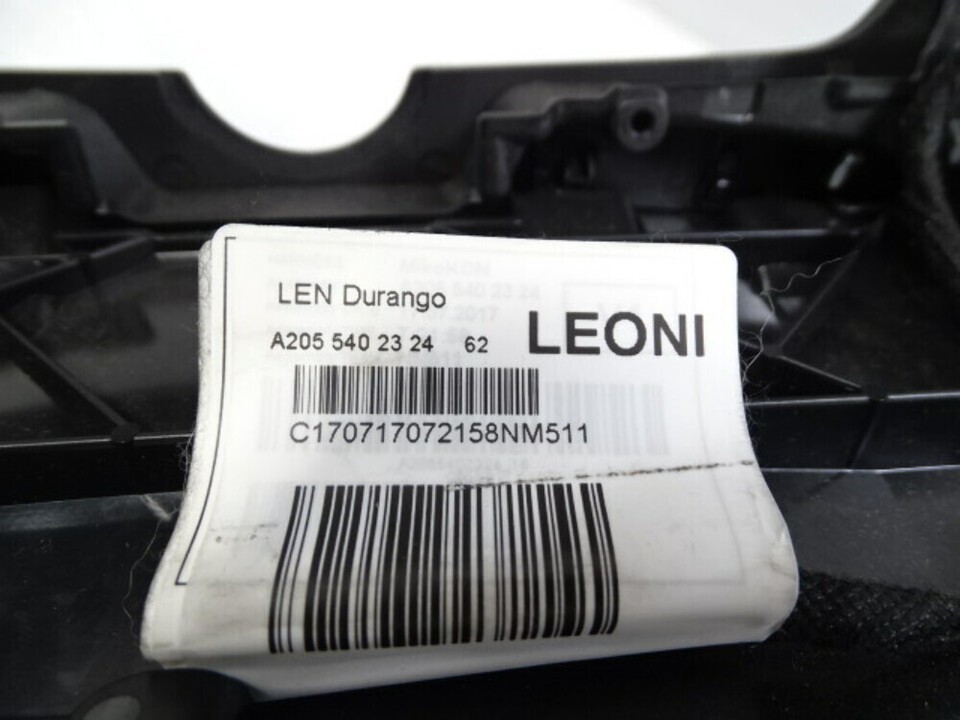 LEN Durango
A205 540 23 24 62
LEONI
C170717072158NM511